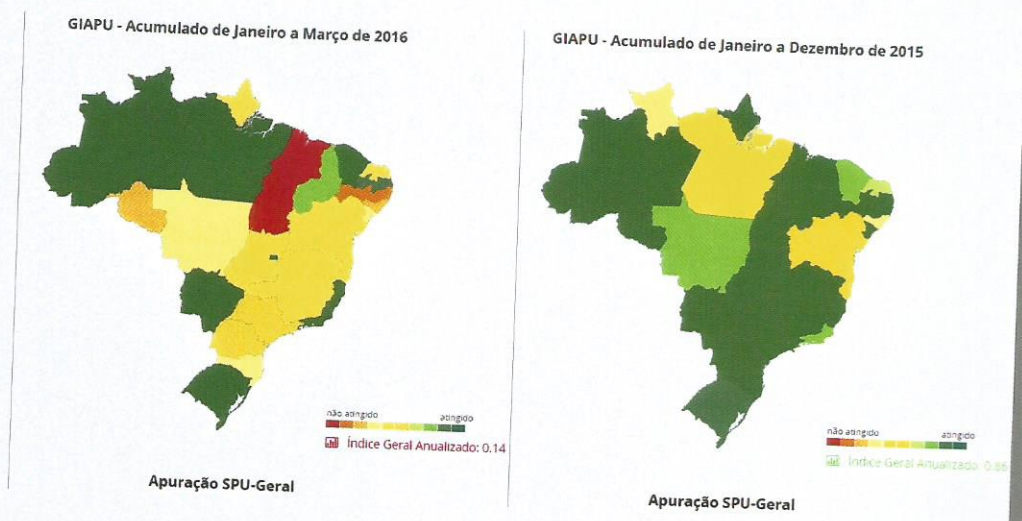 GIAPU - Acumulado de Janeiro a Março de 2016
não atingido
atingido
Índice Geral Anualizado: 0.14
Apuração SPU-Geral
GIAPU - Acumulado de Janeiro a Dezembro de 2015
não atingido
atingido
Índice Geral Anualizado: 0.86
Apuração SPU-Geral